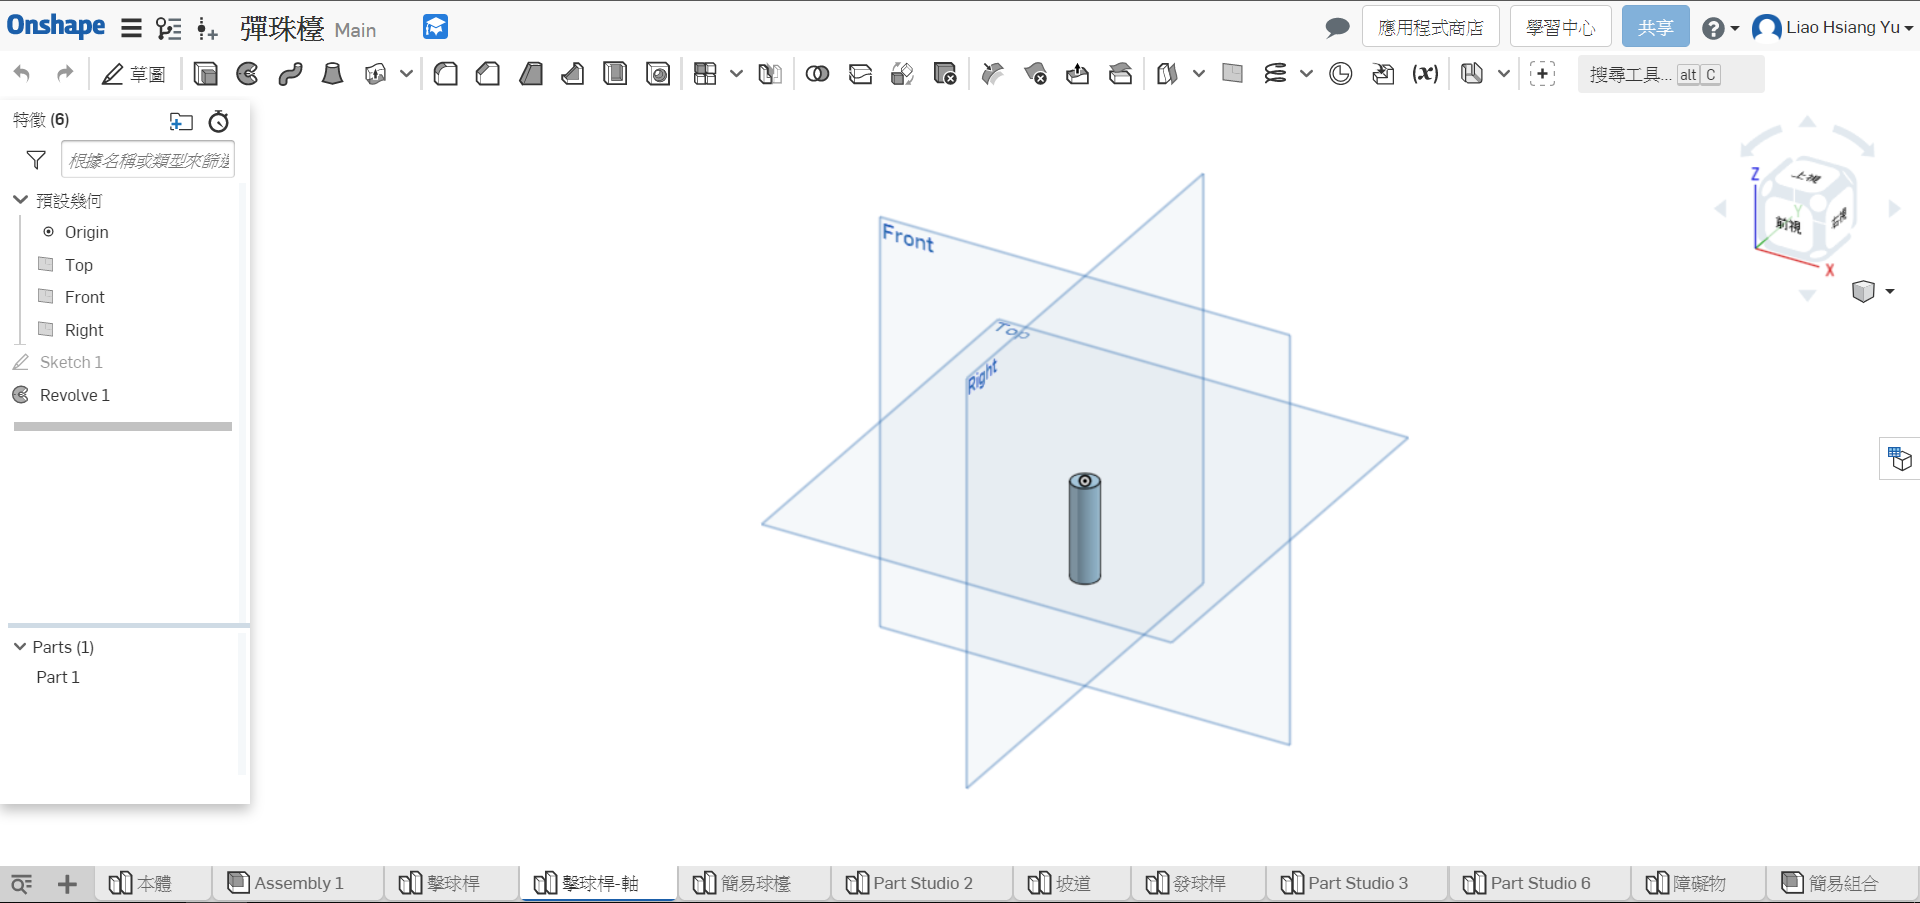 Onshape 彈珠檯 Main 應用程式商店 學習中心 共享 Liao Hsiang Yu
草圖 (x) 搜尋工具... alt C
特徵 (6)
根據名稱或類型來篩選
預設幾何
Origin
Top
Front
Right
Sketch 1
Revolve 1
Parts (1)
Part 1
Front
Top
Right
Z
上視
Y
前視
右視
X
本體 Assembly 1 擊球桿 擊球桿-軸 簡易球檯 Part Studio 2 坡道 發球桿 Part Studio 3 Part Studio 6 障礙物 簡易組合